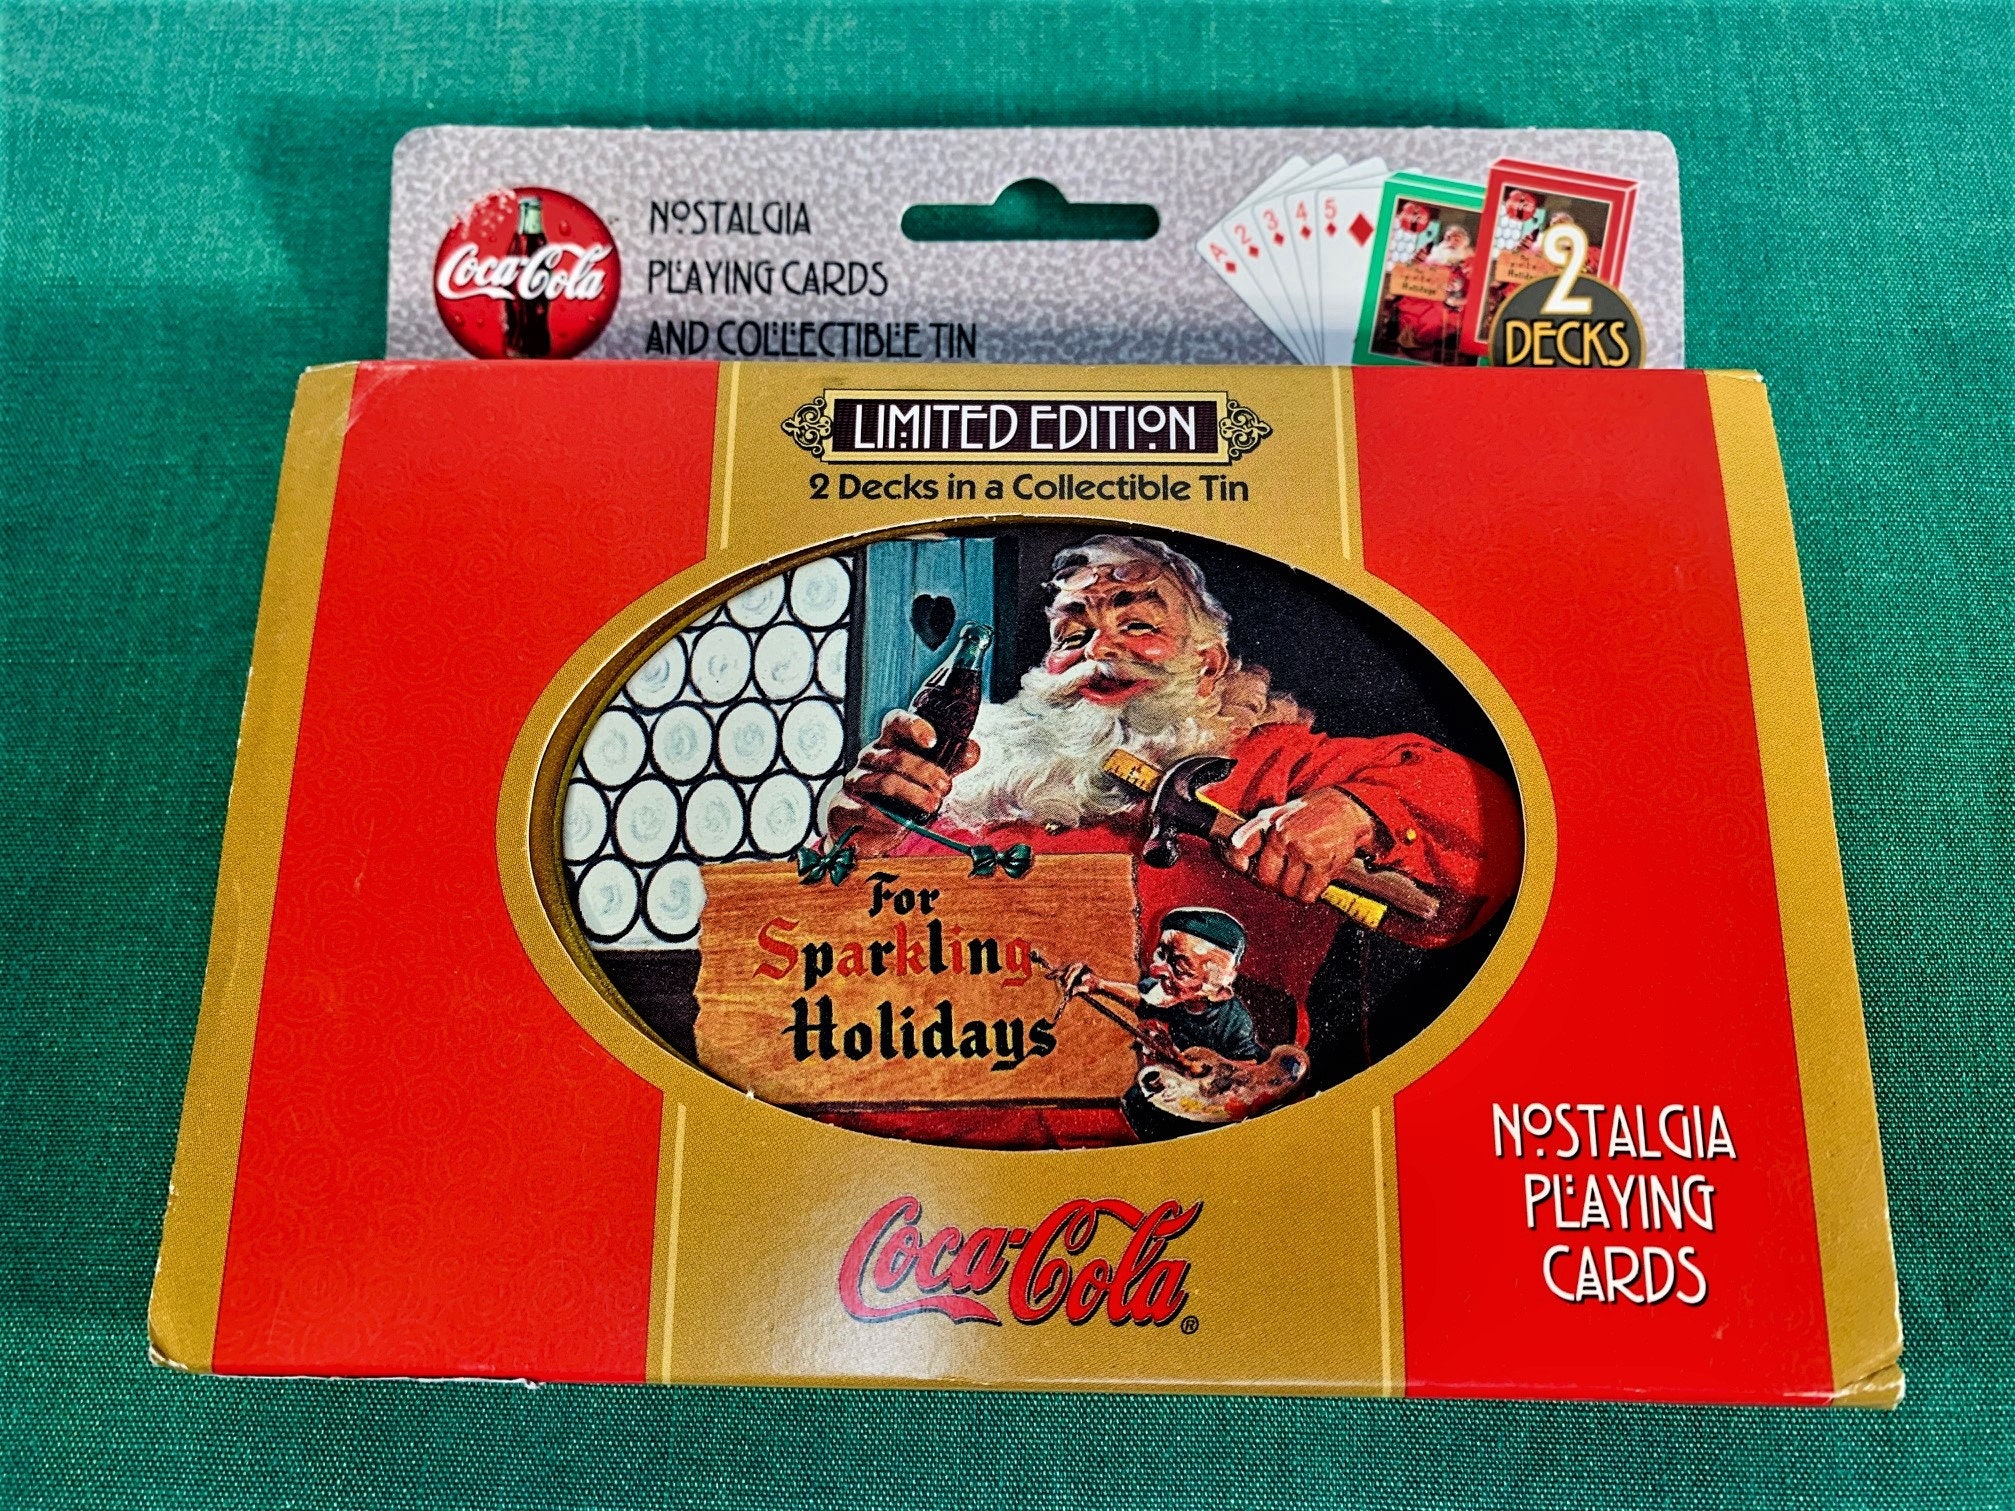 Coca-Cola
NOSTALGIA
PLAYING CARDS
AND COLLECTIBLE TIN
A 2 3 4 5
2
DECKS
LIMITED EDITION
2 Decks in a Collectible Tin
For
Sparkling
Holidays
Coca-Cola®
NOSTALGIA
PLAYING
CARDS